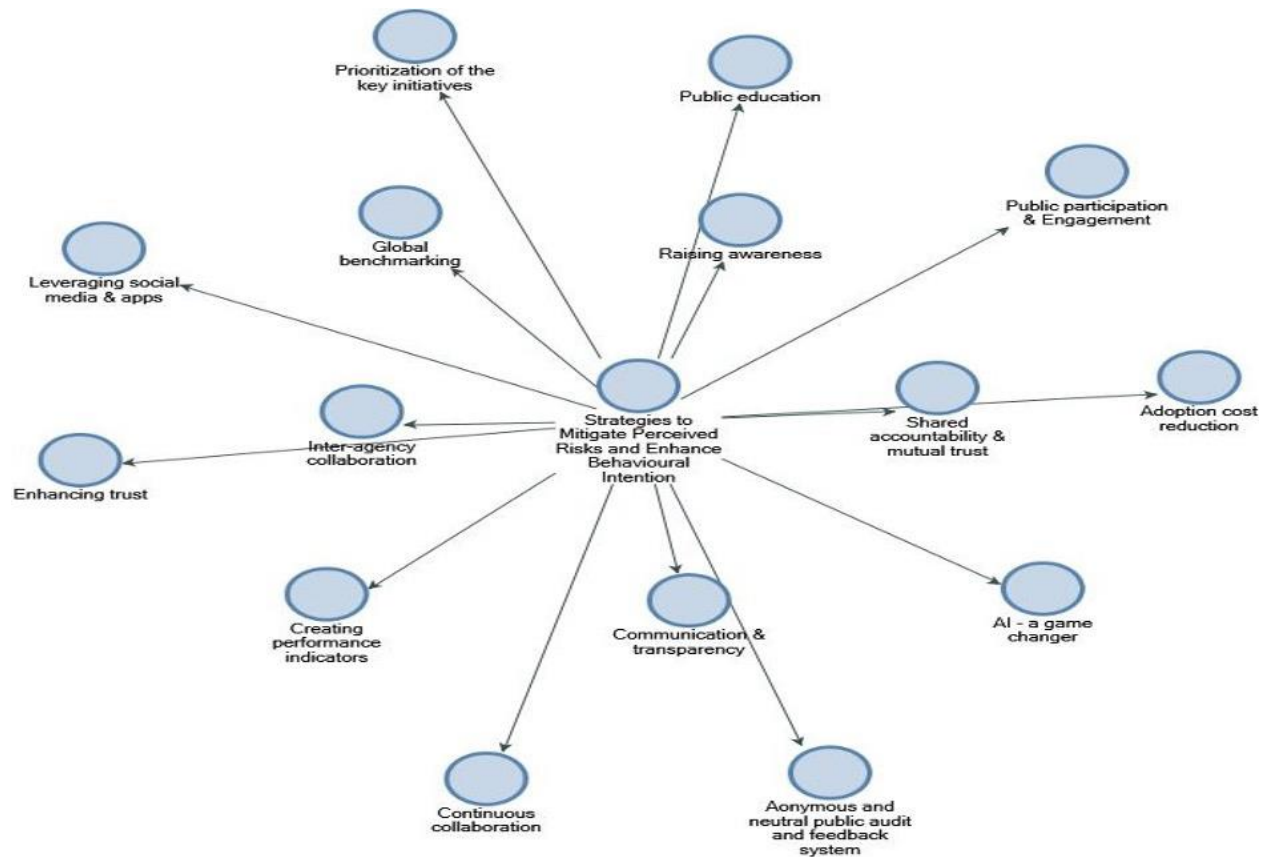 Prioritization of the
key initiatives
Public education
Public participation
& Engagement
Global
benchmarking
Raising awareness
Leveraging social
media & apps
Strategies to
Mitigate Perceived
Risks and Enhance
Behavioural
Intention
Shared
accountability &
mutual trust
Adoption cost
reduction
Inter-agency
collaboration
Enhancing trust
Creating
performance
indicators
Communication &
transparency
AI - a game
changer
Continuous
collaboration
Aonymous and
neutral public audit
and feedback
system